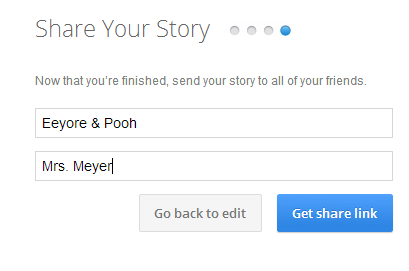 Share Your Story
Now that you're finished, send your story to all of your friends.
Eeyore & Pooh
Mrs. Meyer
Go back to edit
Get share link